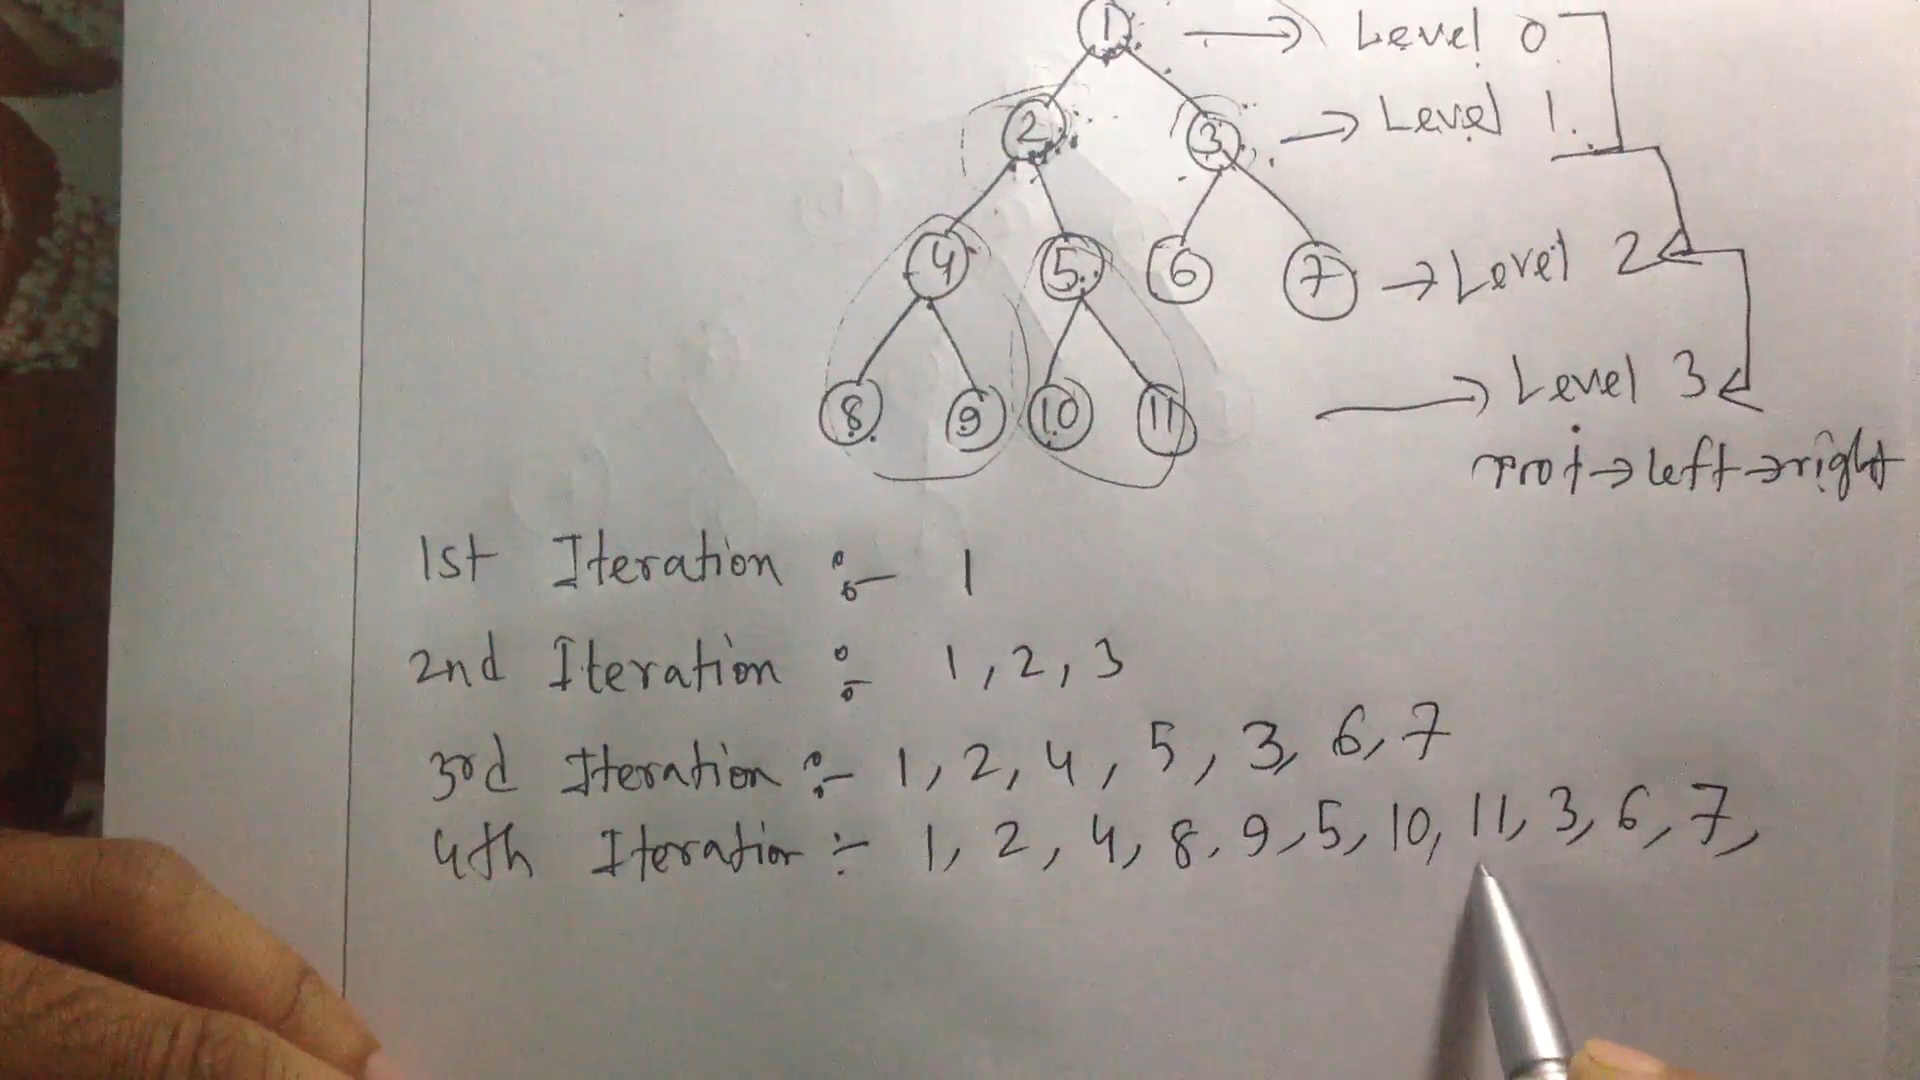 1 → Level 0
2 3 → Level 1.
4 5 6 7 → Level 2
8 9 10 11 → Level 3
root → left → right
1st Iteration :- 1
2nd Iteration :- 1, 2, 3
3rd Iteration :- 1, 2, 4, 5, 3, 6, 7
4th Iteration :- 1, 2, 4, 8, 9, 5, 10, 11, 3, 6, 7,